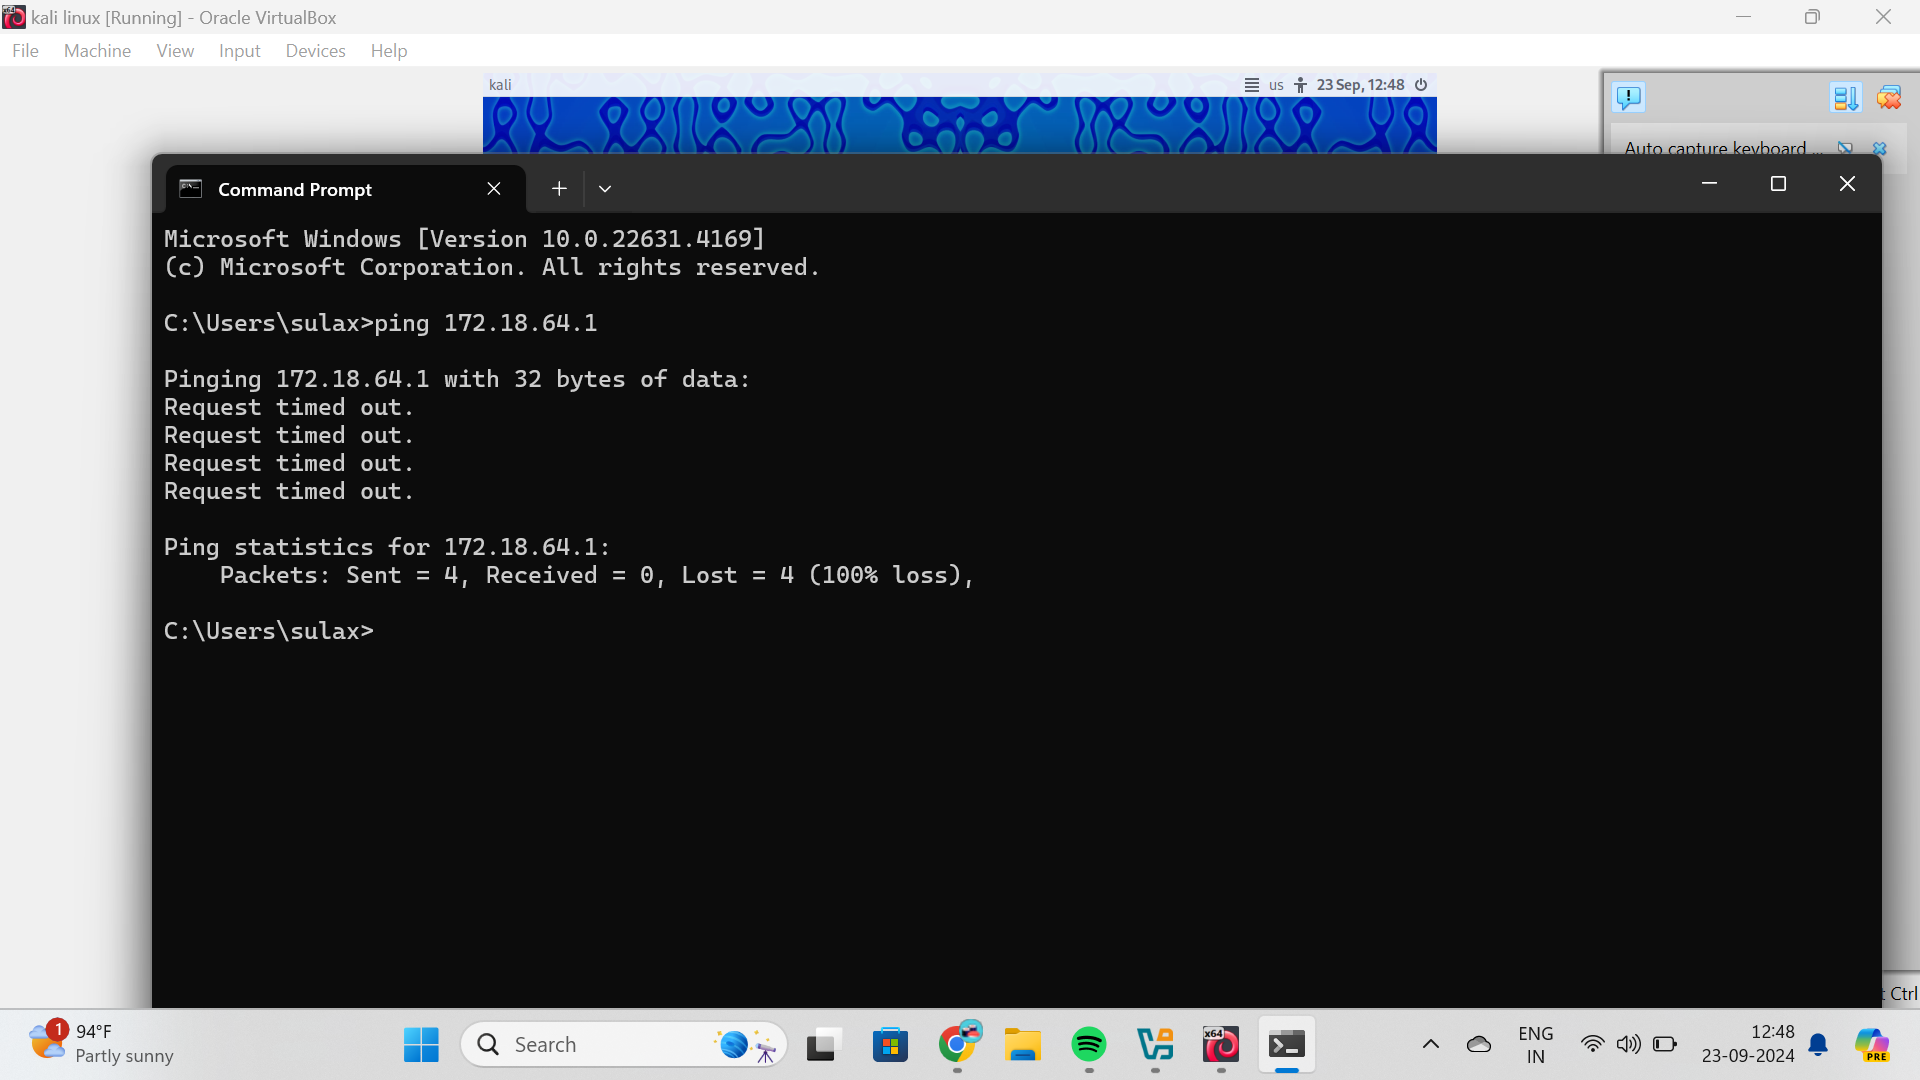 kali linux [Running] - Oracle VirtualBox
File Machine View Input Devices Help
kali us 23 Sep, 12:48
Auto capture keyboard ...
Command Prompt
Microsoft Windows [Version 10.0.22631.4169]
(c) Microsoft Corporation. All rights reserved.
C:\Users\sulax>ping 172.18.64.1
Pinging 172.18.64.1 with 32 bytes of data:
Request timed out.
Request timed out.
Request timed out.
Request timed out.
Ping statistics for 172.18.64.1:
Packets: Sent = 4, Received = 0, Lost = 4 (100% loss),
C:\Users\sulax>
Ctrl
1 94°F
Partly sunny
Search
x64
ENG
IN
12:48
23-09-2024
PRE